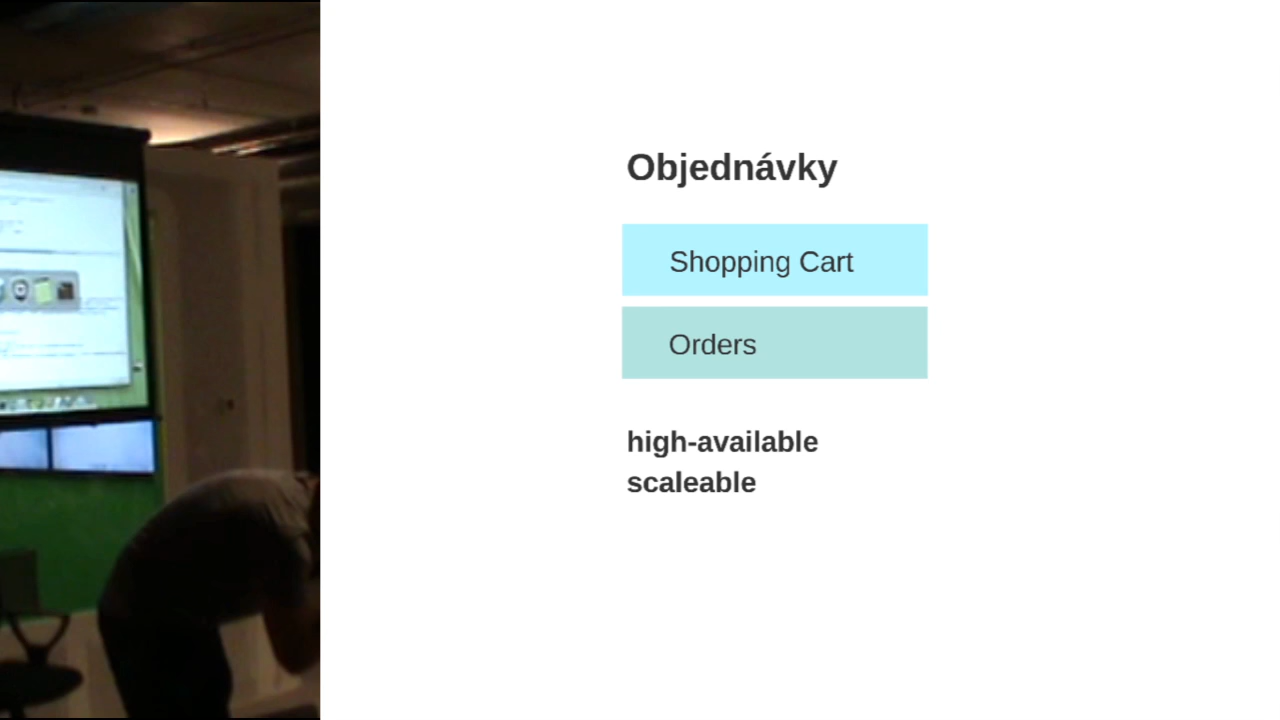 Objednávky
Shopping Cart
Orders
high-available
scaleable